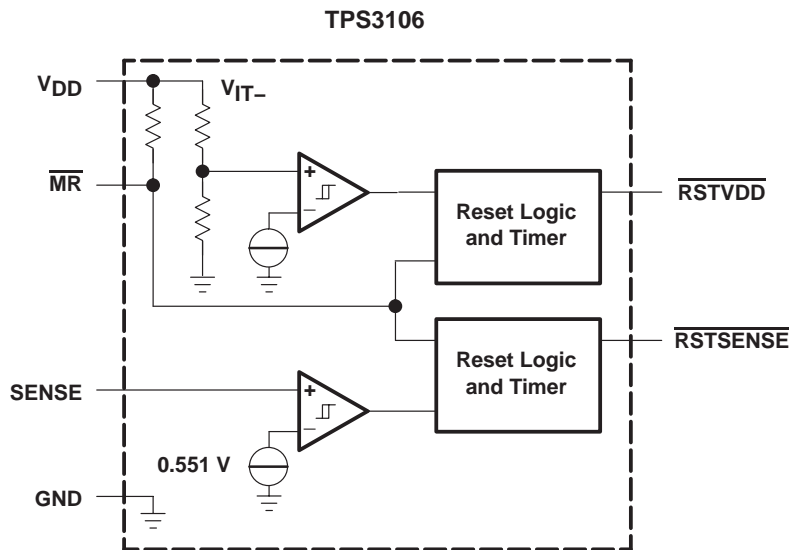 TPS3106
VDD
VIT–
MR
+
–
Reset Logic
and Timer
RSTVDD
Reset Logic
and Timer
RSTSENSE
SENSE
+
–
0.551 V
GND